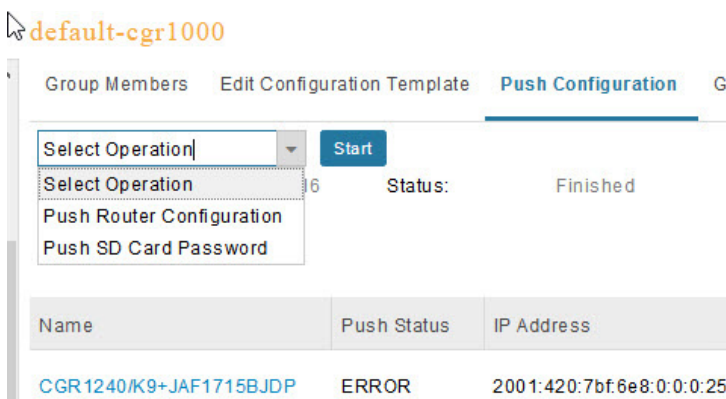 default-cgr1000
Group Members Edit Configuration Template Push Configuration G
Select Operation Start
Select Operation 6 Status: Finished
Push Router Configuration
Push SD Card Password
Name Push Status IP Address
CGR1240/K9+JAF1715BJDP ERROR 2001:420:7bf:6e8:0:0:0:25